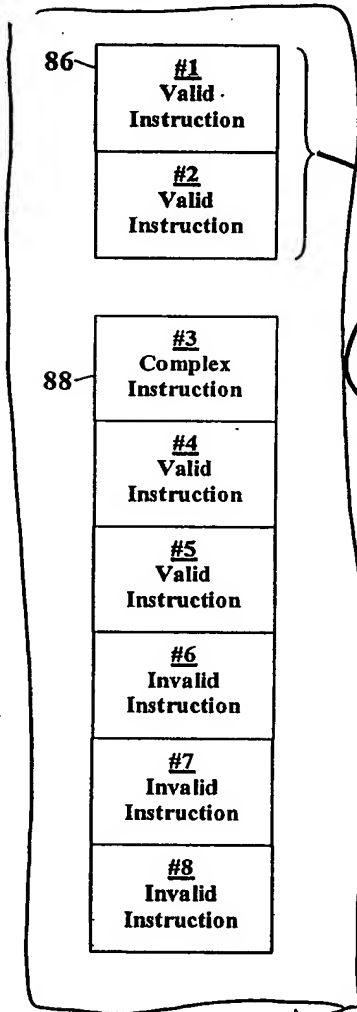 86
#1
Valid
Instruction
#2
Valid
Instruction
88
#3
Complex
Instruction
#4
Valid
Instruction
#5
Valid
Instruction
#6
Invalid
Instruction
#7
Invalid
Instruction
#8
Invalid
Instruction